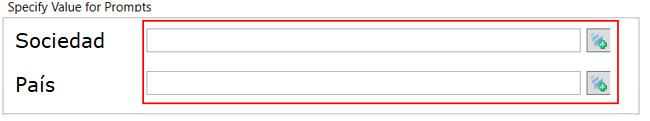 Specify Value for Prompts
Sociedad
País